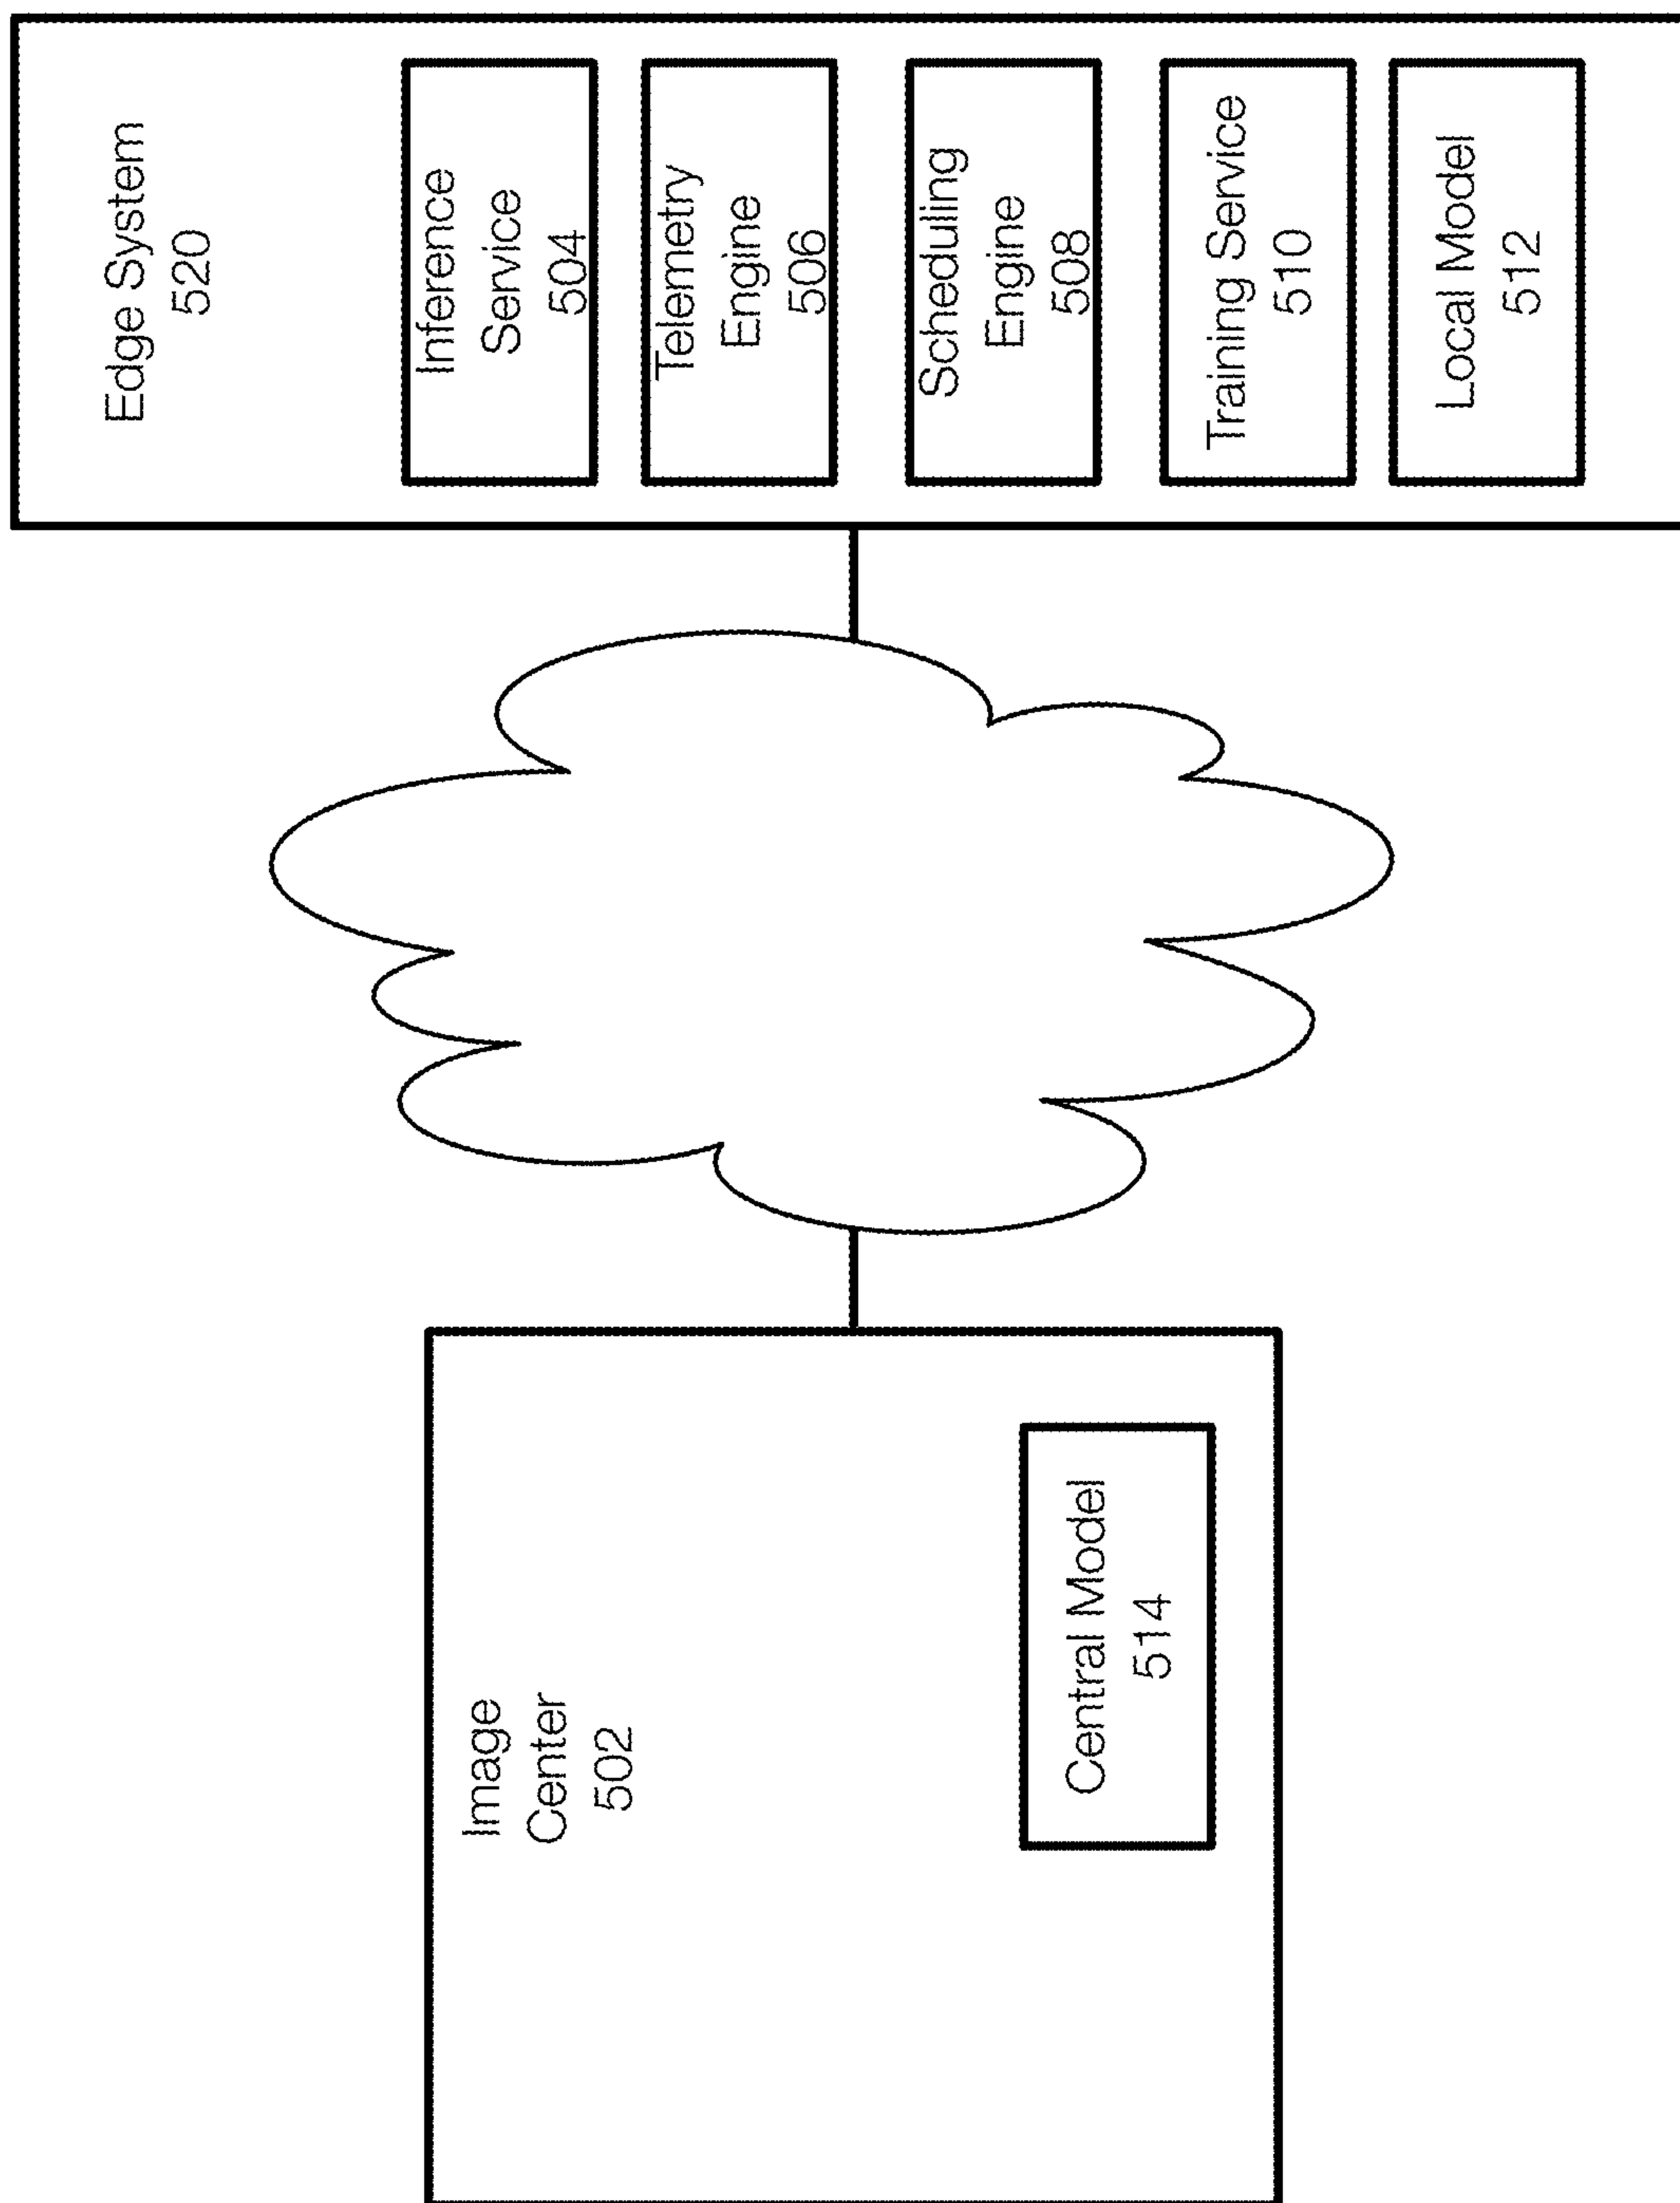 Image
Center
502
Central Model
514
Edge System
520
Inference
Service
504
Telemetry
Engine
506
Scheduling
Engine
508
Training Service
510
Local Model
512